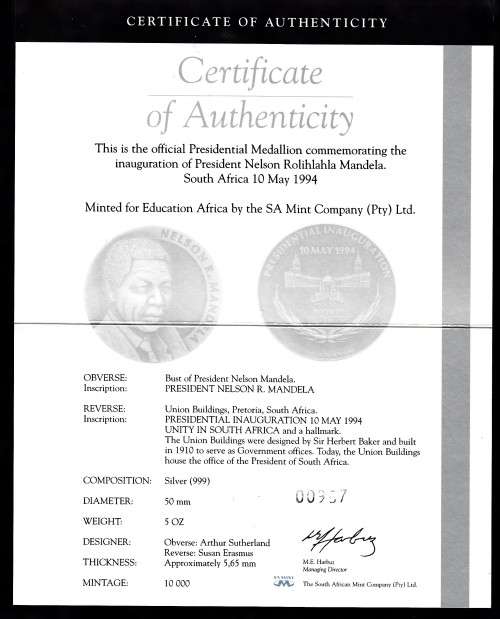 CERTIFICATE OF AUTHENTICITY
Certificate
of Authenticity
This is the official Presidential Medallion commemorating the
inauguration of President Nelson Rolihlahla Mandela.
South Africa 10 May 1994
Minted for Education Africa by the SA Mint Company (Pty) Ltd.
NELSON R. MANDELA
PRESIDENTIAL INAUGURATION
10 MAY 1994
OBVERSE: Bust of President Nelson Mandela.
Inscription: PRESIDENT NELSON R. MANDELA
REVERSE: Union Buildings, Pretoria, South Africa.
Inscription: PRESIDENTIAL INAUGURATION 10 MAY 1994
UNITY IN SOUTH AFRICA and a hallmark.
The Union Buildings were designed by Sir Herbert Baker and built
in 1910 to serve as Government offices. Today, the Union Buildings
house the office of the President of South Africa.
COMPOSITION: Silver (999)
DIAMETER: 50 mm
WEIGHT: 5 OZ
DESIGNER: Obverse: Arthur Sutherland
Reverse: Susan Erasmus
THICKNESS: Approximately 5,65 mm
MINTAGE: 10 000
M.E. Harbuz
Managing Director
SA MINT
The South African Mint Company (Pty) Ltd.